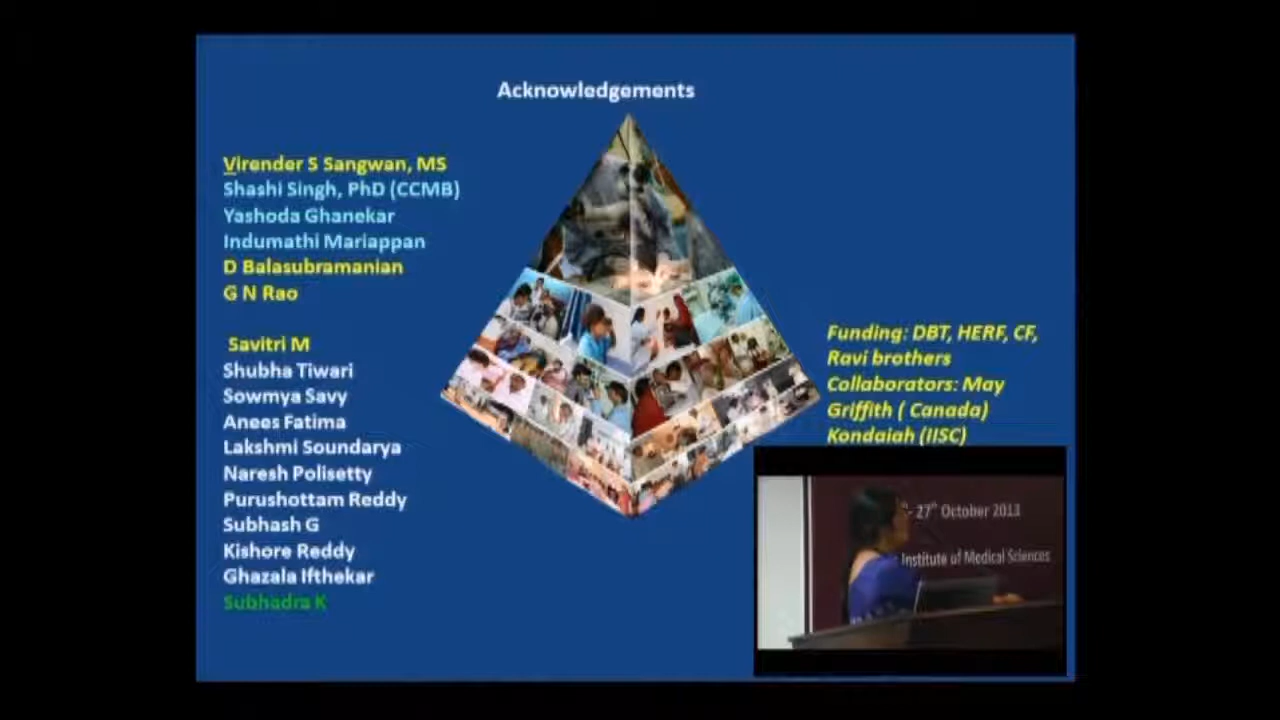 Acknowledgements
Virender S Sangwan, MS
Shashi Singh, PhD (CCMB)
Yashoda Ghanekar
Indumathi Mariappan
D Balasubramanian
G N Rao
Savitri M
Shubha Tiwari
Sowmya Savy
Anees Fatima
Lakshmi Soundarya
Naresh Polisetty
Purushottam Reddy
Subhash G
Kishore Reddy
Ghazala Ifthekar
Subhadra K
Funding: DBT, HERF, CF,
Ravi brothers
Collaborators: May
Griffith ( Canada)
Kondaiah (IISC)
- 27th October 2013
Institute of Medical Sciences